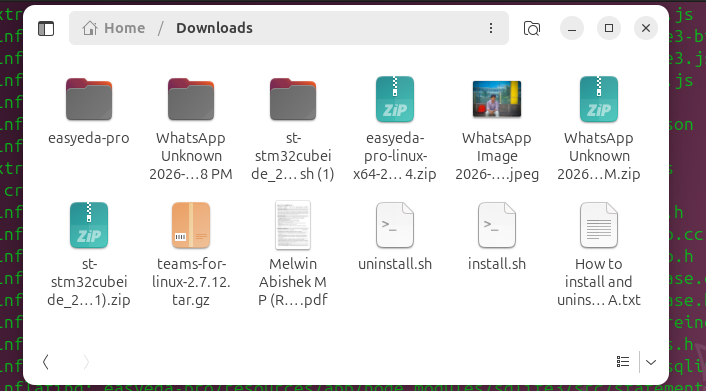 Home / Downloads
easyeda-pro
WhatsApp
Unknown
2026-…8 PM
st-
stm32cubei
de_2… sh (1)
easyeda-
pro-linux-
x64-2… 4.zip
WhatsApp
Image
2026-….jpeg
WhatsApp
Unknown
2026…M.zip
st-
stm32cubei
de_2…1).zip
teams-for-
linux-2.7.12.
tar.gz
Melwin
Abishek M
P (R….pdf
uninstall.sh
install.sh
How to
install and
unins…A.txt